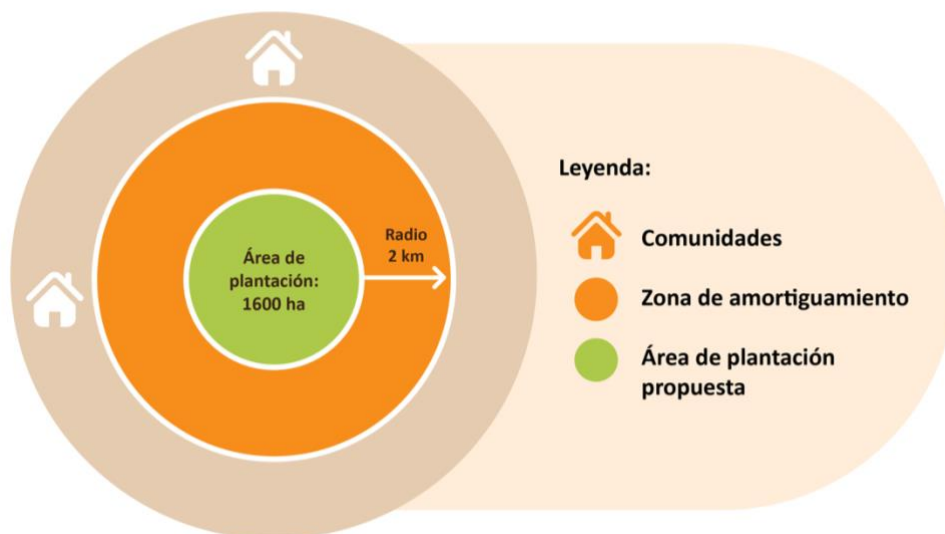 Radio
2 km
Área de
plantación:
1600 ha
Leyenda:
Comunidades
Zona de amortiguamiento
Área de plantación
propuesta